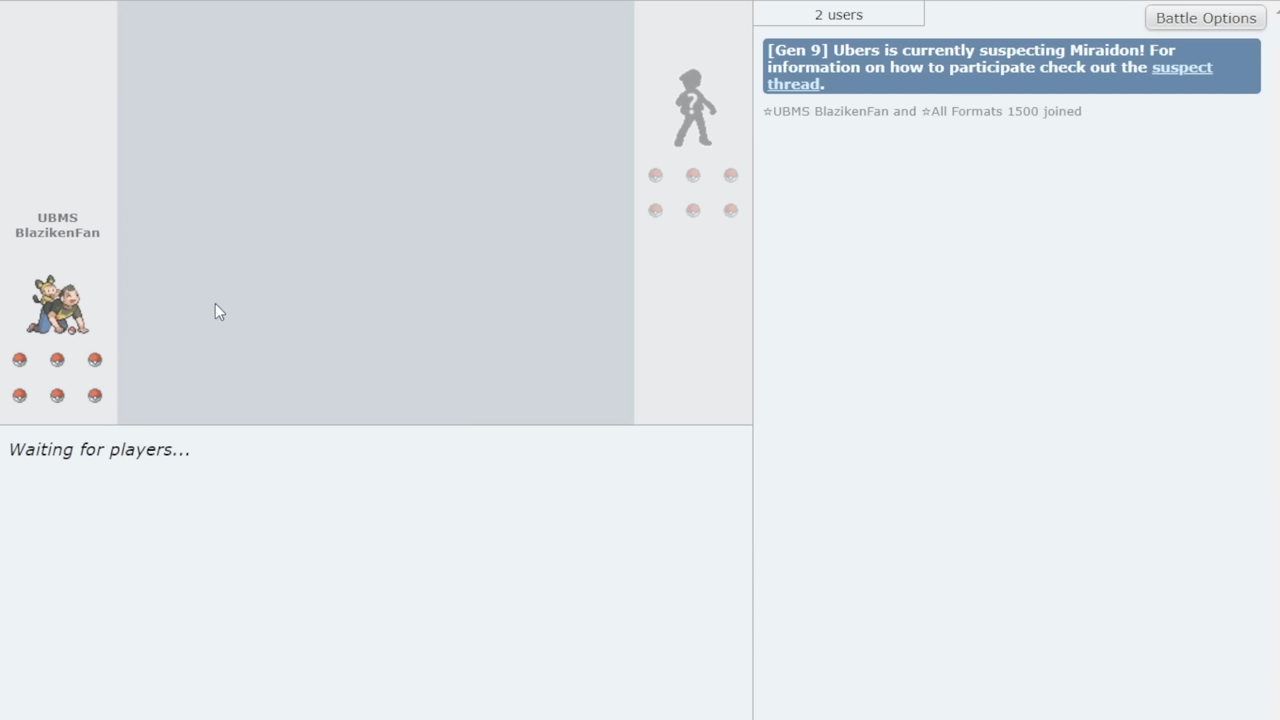 2 users
Battle Options
[Gen 9] Ubers is currently suspecting Miraidon! For
information on how to participate check out the suspect
thread.
☆UBMS BlazikenFan and ☆All Formats 1500 joined
?
UBMS
BlazikenFan
Waiting for players...